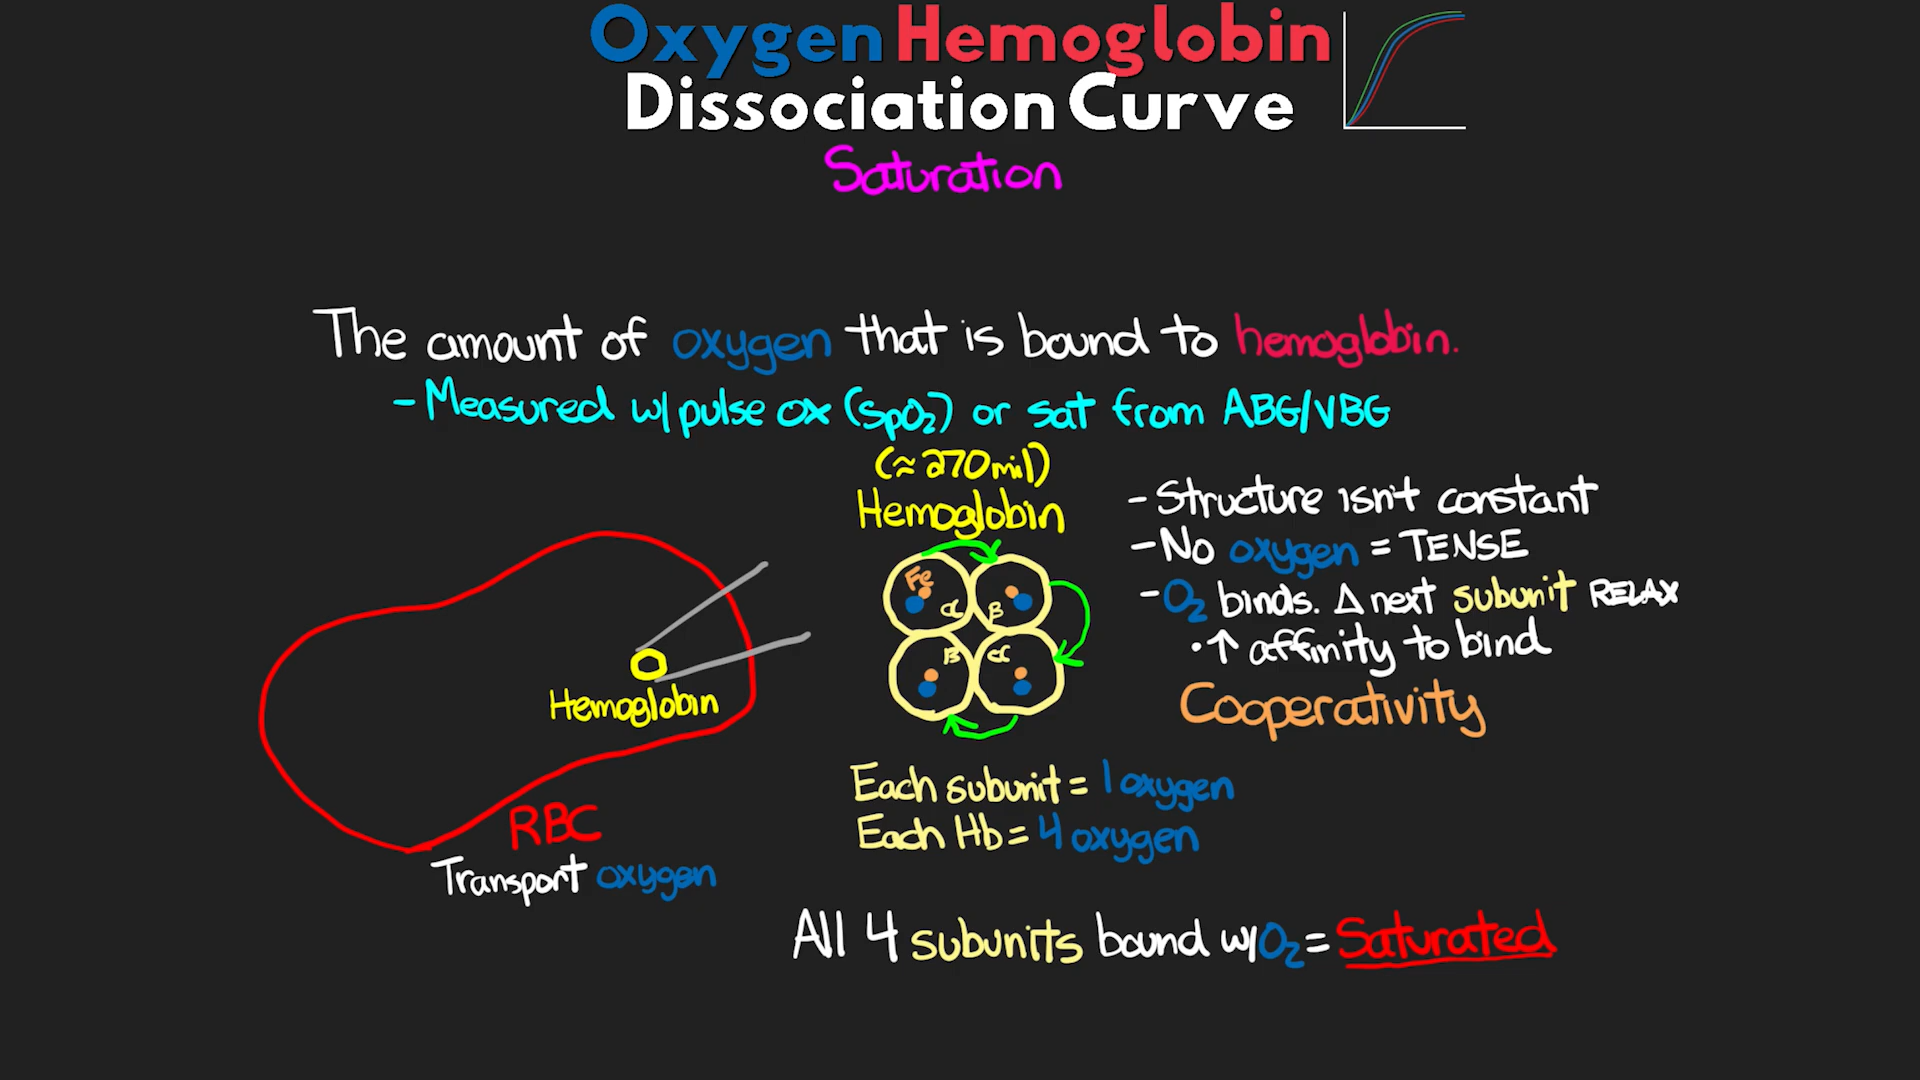 Oxygen Hemoglobin
Dissociation Curve
Saturation
The amount of oxygen that is bound to hemoglobin.
- Measured w/ pulse ox (SpO₂) or sat from ABG/VBG
(≈270mil)
Hemoglobin
Fe
α
β
β
α
- Structure isn't constant
- No oxygen = TENSE
- O₂ binds. Δ next subunit RELAX
• ↑ affinity to bind
Cooperativity
Hemoglobin
RBC
Transport oxygen
Each subunit = 1 oxygen
Each Hb = 4 oxygen
All 4 subunits bound w/ O₂ = Saturated